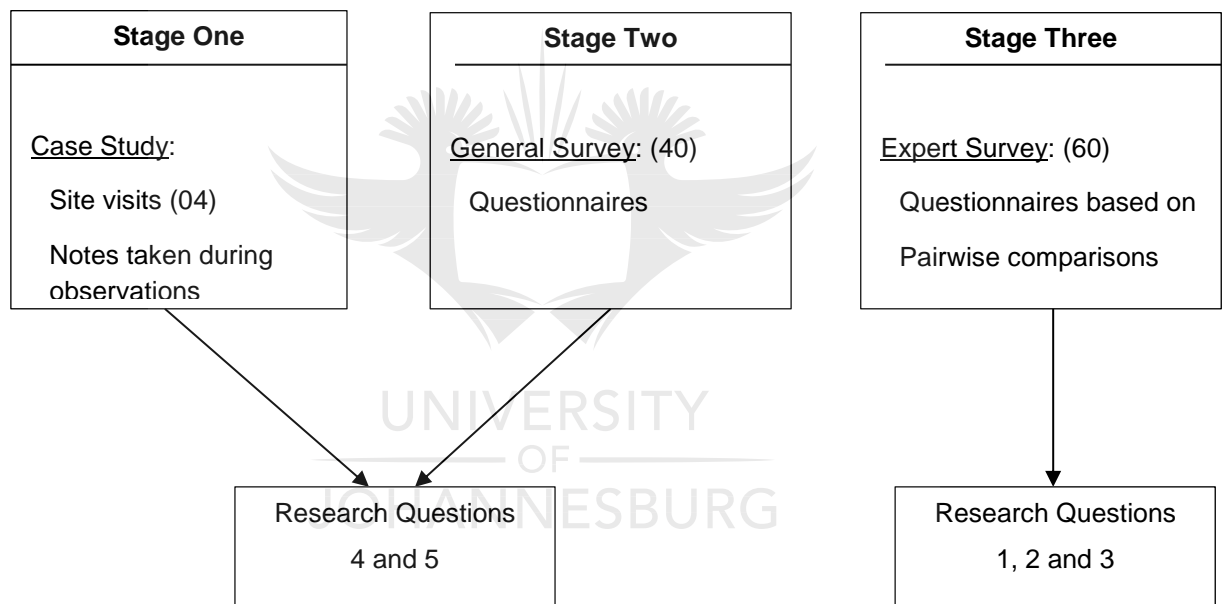 Stage One
Case Study:
Site visits (04)
Notes taken during
observations
Stage Two
General Survey: (40)
Questionnaires
Stage Three
Expert Survey: (60)
Questionnaires based on
Pairwise comparisons
UNIVERSITY
OF
JOHANNESBURG
Research Questions
4 and 5
Research Questions
1, 2 and 3